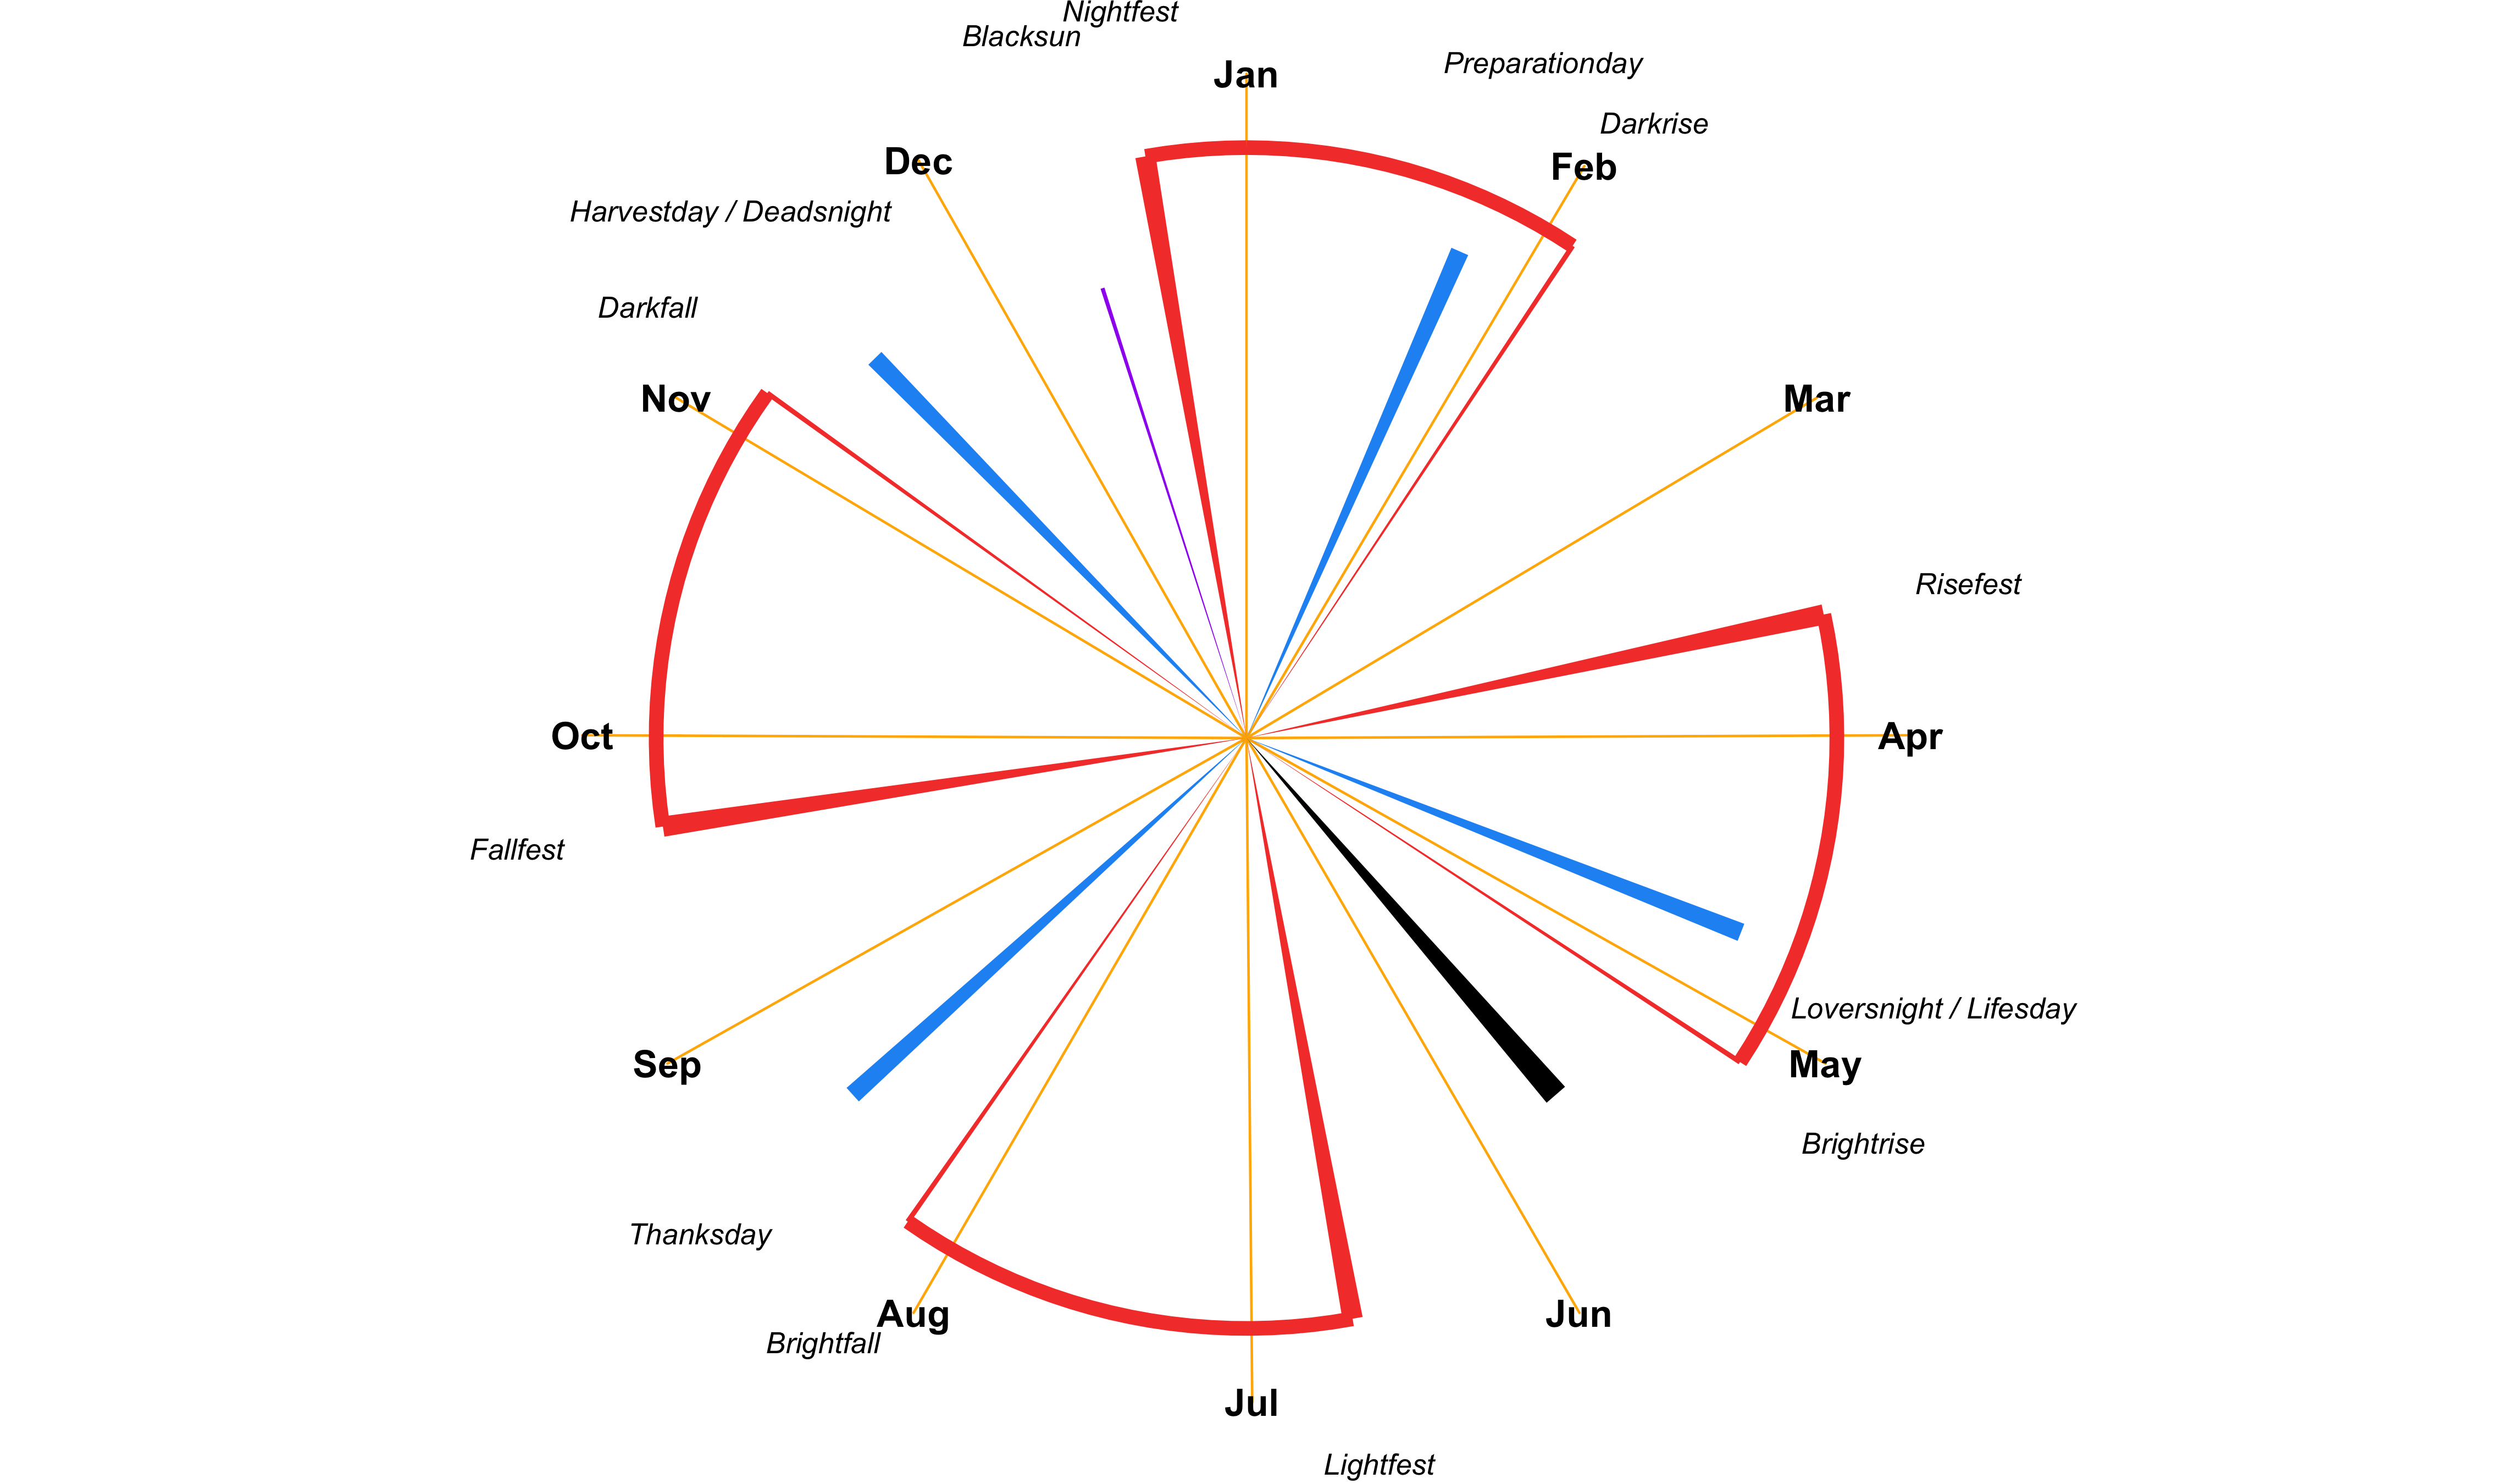 Nightfest
Blacksun
Preparationday
Jan
Darkrise
Dec
Feb
Harvestday / Deadsnight
Darkfall
Nov
Mar
Risefest
Oct
Apr
Fallfest
Loversnight / Lifesday
Sep
May
Brightrise
Thanksday
Aug
Jun
Brightfall
Jul
Lightfest